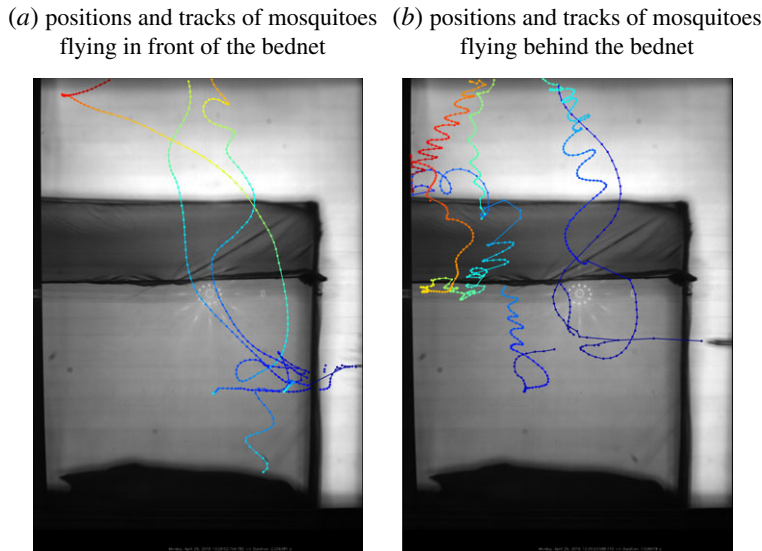 (a) positions and tracks of mosquitoes
flying in front of the bednet
(b) positions and tracks of mosquitoes
flying behind the bednet